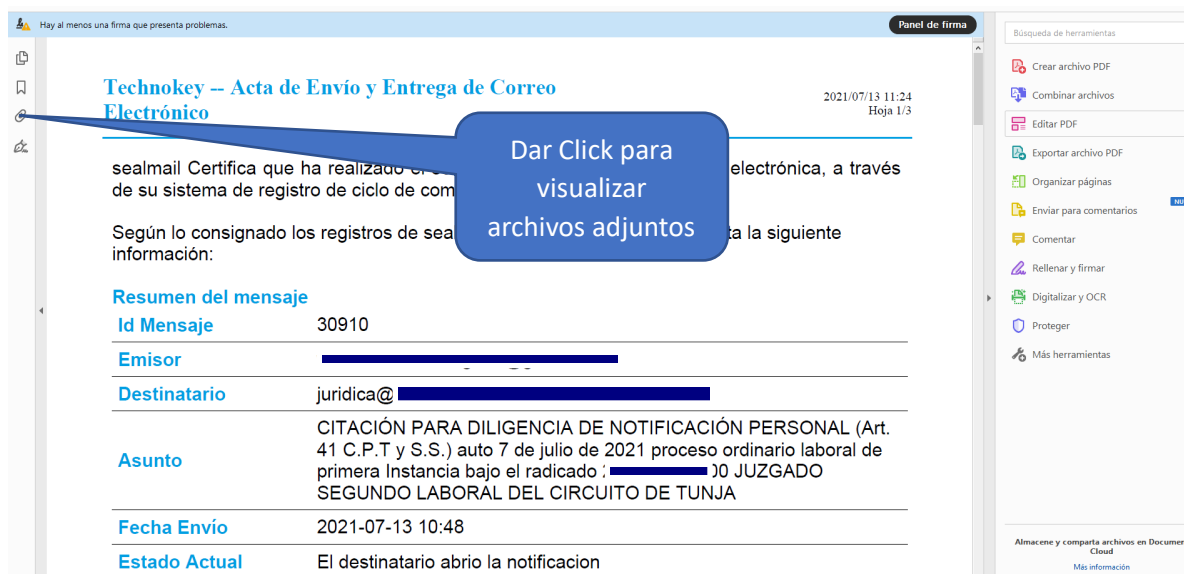 Hay al menos una firma que presenta problemas.
Panel de firma
Technokey -- Acta de Envío y Entrega de Correo
Electrónico
2021/07/13 11:24
Hoja 1/3
Dar Click para
visualizar
archivos adjuntos
sealmail Certifica que ha realizado electrónica, a través
de su sistema de registro de ciclo de
Según lo consignado los registros de la siguiente
información:
Resumen del mensaje
Id Mensaje 30910
Emisor
Destinatario juridica@
Asunto CITACIÓN PARA DILIGENCIA DE NOTIFICACIÓN PERSONAL (Art.
41 C.P.T y S.S.) auto 7 de julio de 2021 proceso ordinario laboral de
primera Instancia bajo el radicado JUZGADO
SEGUNDO LABORAL DEL CIRCUITO DE TUNJA
Fecha Envío 2021-07-13 10:48
Estado Actual El destinatario abrio la notificacion
Búsqueda de herramientas
Crear archivo PDF
Combinar archivos
Editar PDF
Exportar archivo PDF
Organizar páginas
Enviar para comentarios
Comentar
Rellenar y firmar
Digitalizar y OCR
Proteger
Más herramientas
Almacene y comparta archivos en
Cloud
Más información